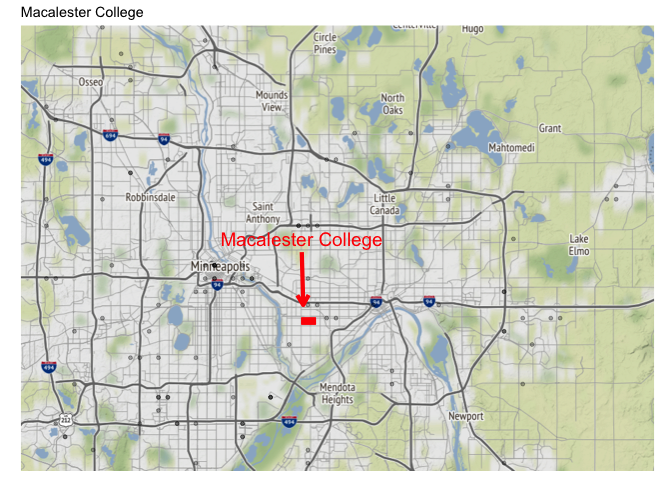 Macalester College
Centerville
Hugo
Circle
Pines
Osseo
Mounds
View
North
Oaks
Grant
694
94
Mahtomedi
494
Robbinsdale
Little
Canada
Saint
Anthony
Macalester College
Lake
Elmo
Minneapolis
94
94
94
494
Mendota
Heights
212
494
Newport